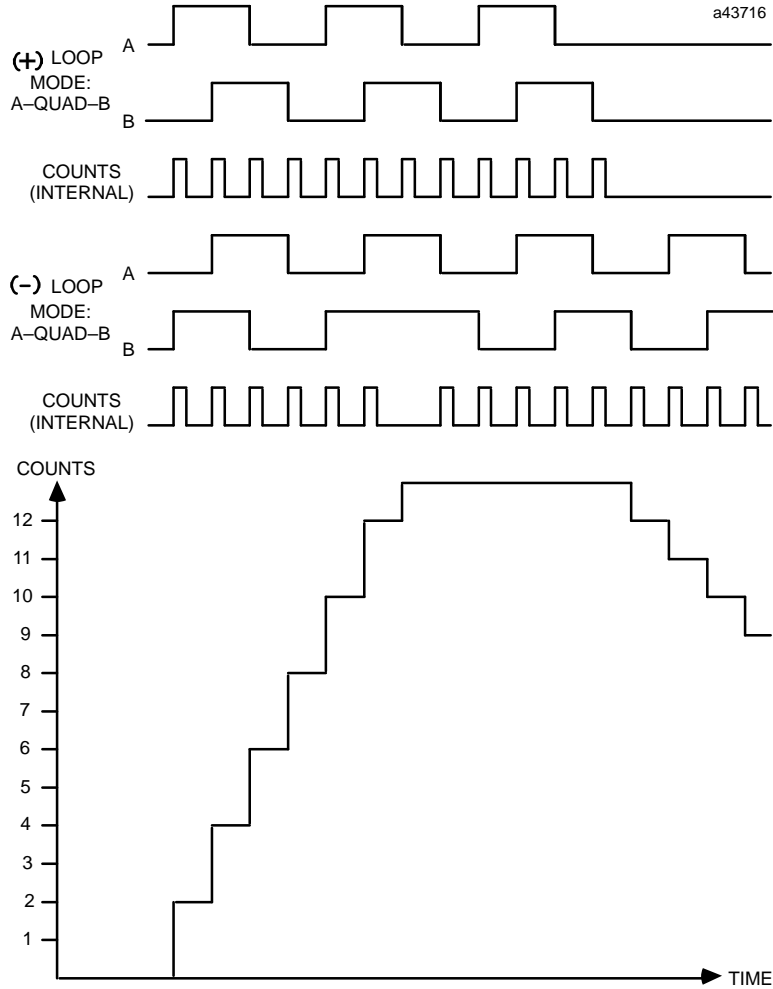 a43716
A
(+) LOOP
MODE:
A–QUAD–B
B
COUNTS
(INTERNAL)
A
(-) LOOP
MODE:
A–QUAD–B
B
COUNTS
(INTERNAL)
COUNTS
12
11
10
9
8
7
6
5
4
3
2
1
TIME